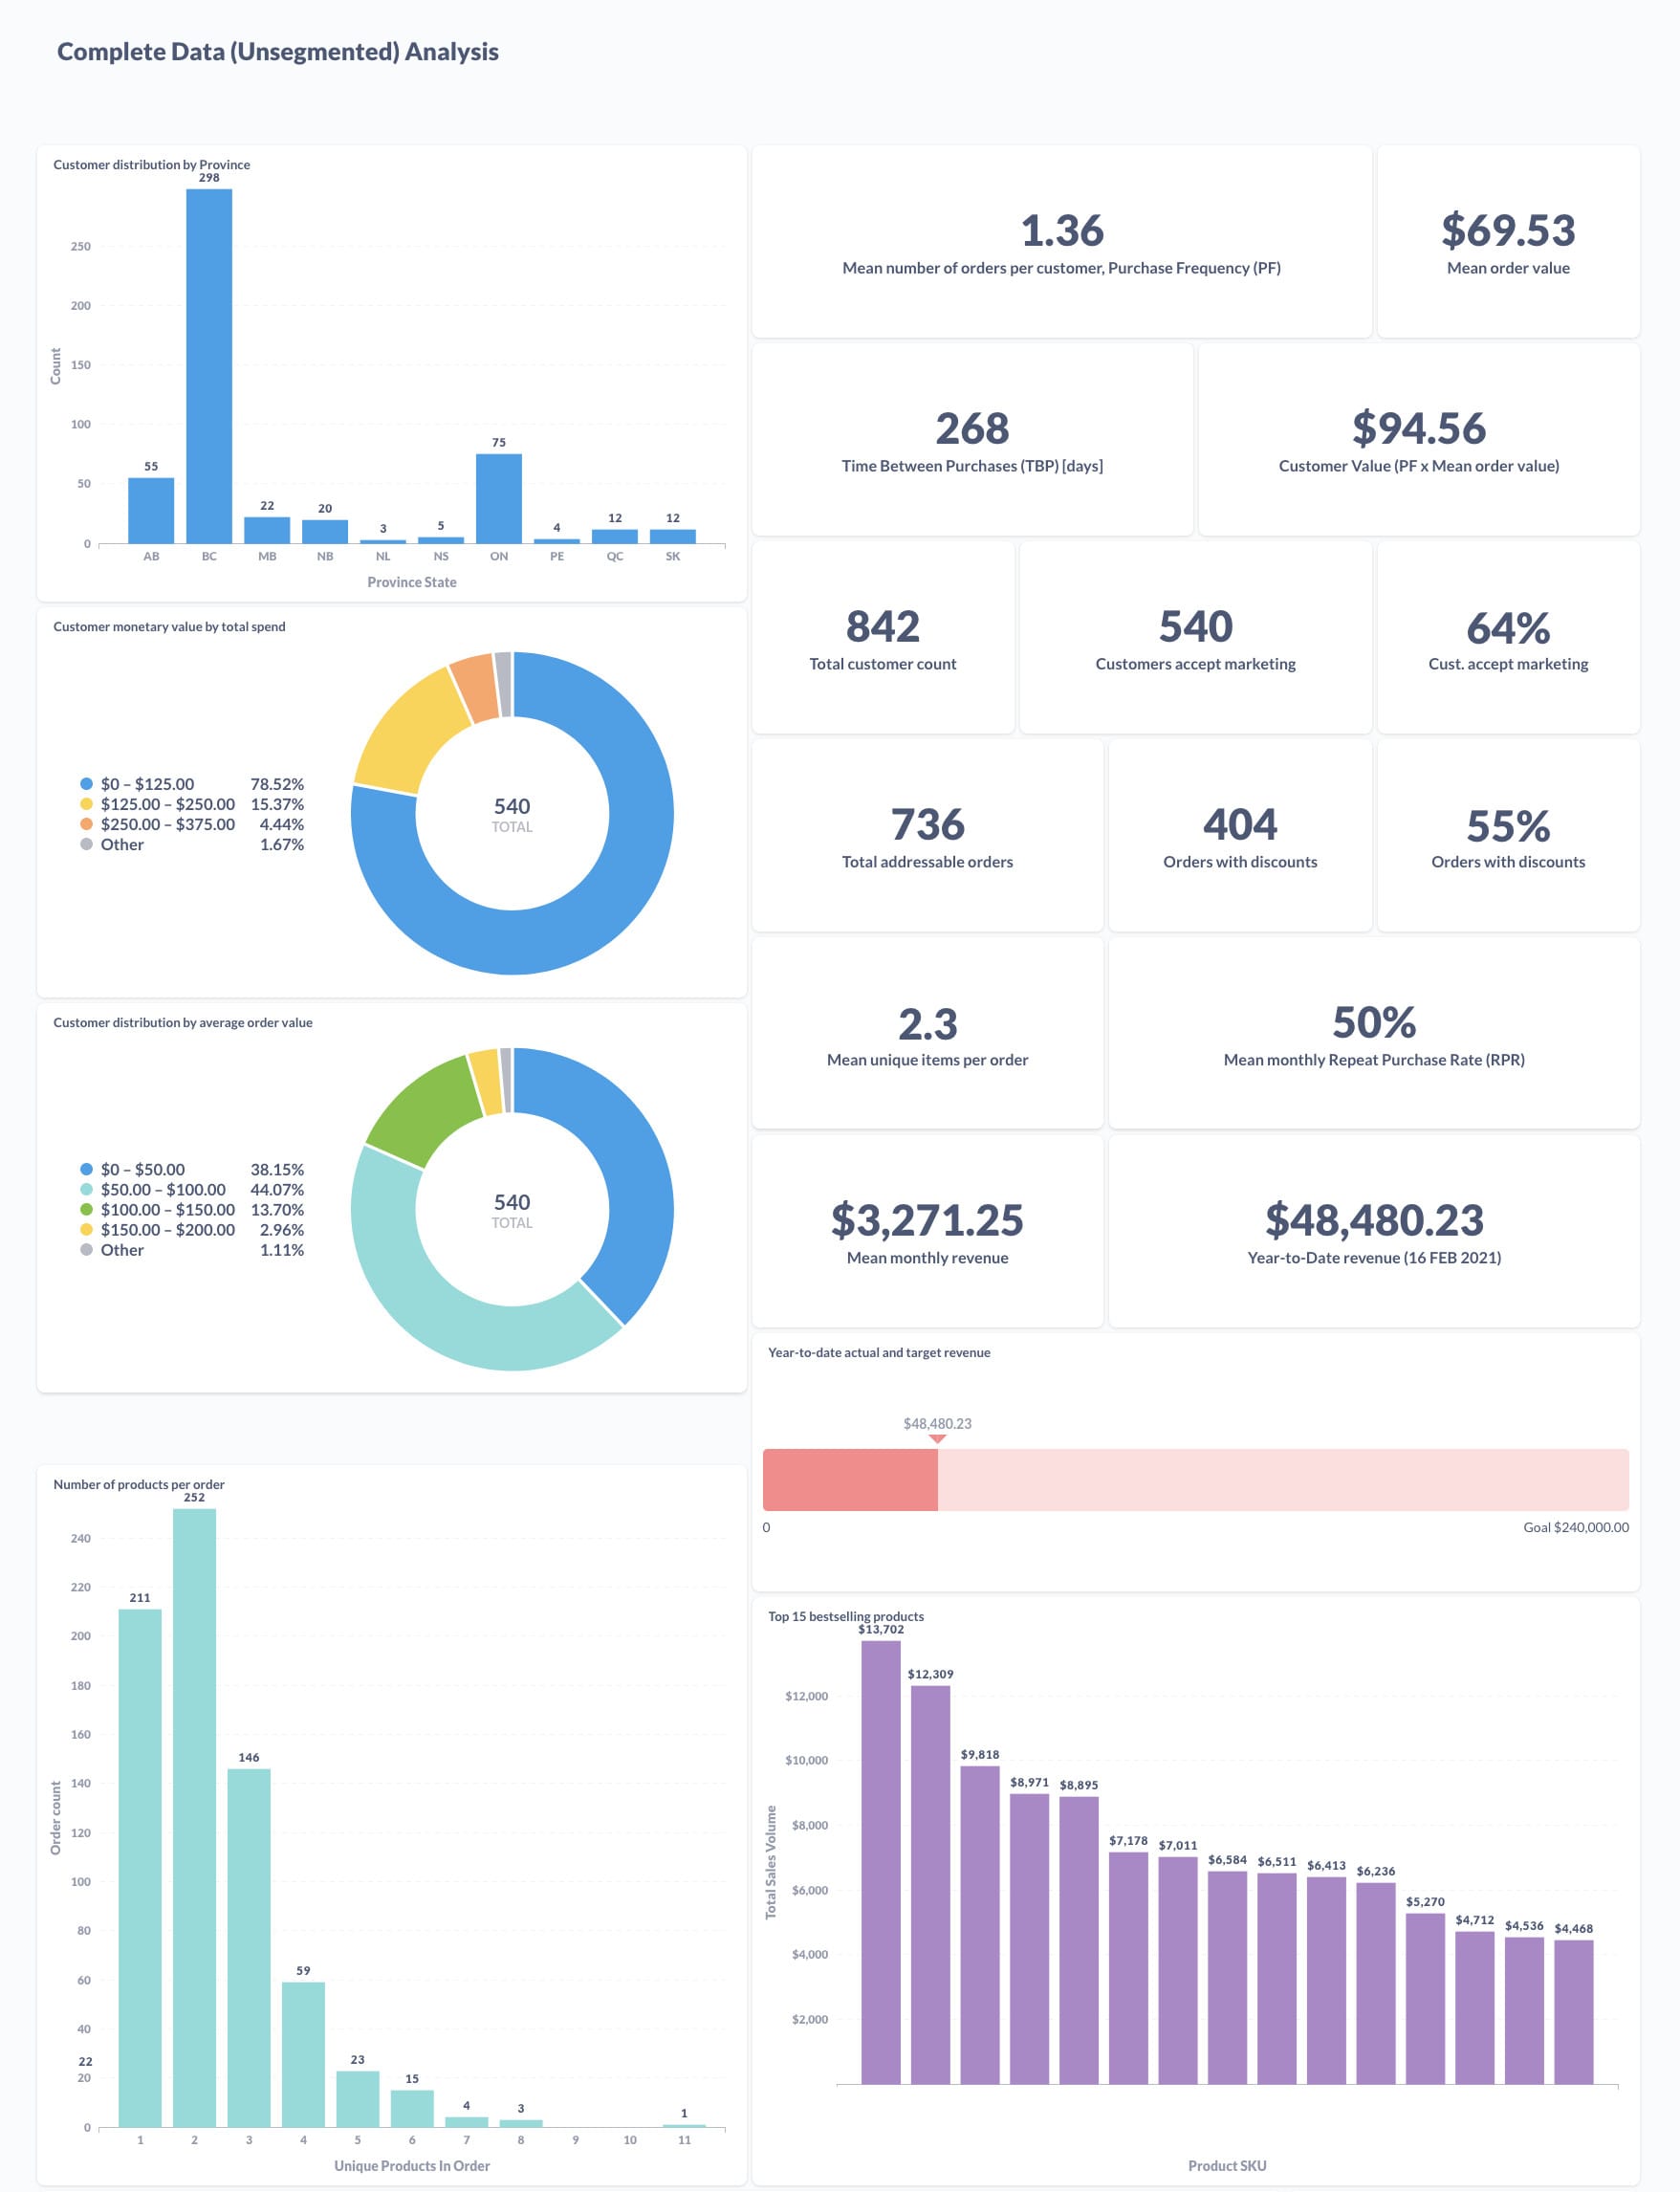 Complete Data (Unsegmented) Analysis
Customer distribution by Province
298
250
200
150
100
50
0
Count
55
22
20
3
5
75
4
12
12
AB BC MB NB NL NS ON PE QC SK
Province State
1.36
Mean number of orders per customer, Purchase Frequency (PF)
$69.53
Mean order value
268
Time Between Purchases (TBP) [days]
$94.56
Customer Value (PF x Mean order value)
Customer monetary value by total spend
$0 – $125.00 78.52%
$125.00 – $250.00 15.37%
$250.00 – $375.00 4.44%
Other 1.67%
540
TOTAL
842
Total customer count
540
Customers accept marketing
64%
Cust. accept marketing
736
Total addressable orders
404
Orders with discounts
55%
Orders with discounts
Customer distribution by average order value
$0 – $50.00 38.15%
$50.00 – $100.00 44.07%
$100.00 – $150.00 13.70%
$150.00 – $200.00 2.96%
Other 1.11%
540
TOTAL
2.3
Mean unique items per order
50%
Mean monthly Repeat Purchase Rate (RPR)
$3,271.25
Mean monthly revenue
$48,480.23
Year-to-Date revenue (16 FEB 2021)
Year-to-date actual and target revenue
$48,480.23
0
Goal $240,000.00
Number of products per order
252
240
220
200
180
160
140
120
100
80
60
40
22
20
0
Order count
211
146
59
23
15
4
3
1
1 2 3 4 5 6 7 8 9 10 11
Unique Products In Order
Top 15 bestselling products
$13,702
$12,309
$9,818
$8,971
$8,895
$7,178
$7,011
$6,584
$6,511
$6,413
$6,236
$5,270
$4,712
$4,536
$4,468
$12,000
$10,000
$8,000
$6,000
$4,000
$2,000
Total Sales Volume
Product SKU